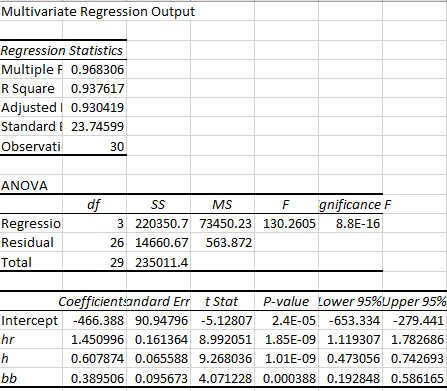 Multivariate Regression Output
Regression Statistics
Multiple F 0.968306
R Square 0.937617
Adjusted 0.930419
Standard E 23.74599
Observati 30
ANOVA
df SS MS F gnificance F
Regressio 3 220350.7 73450.23 130.2605 8.8E-16
Residual 26 14660.67 563.872
Total 29 235011.4
Coefficients andard Err t Stat P-value Lower 95% Upper 95%
Intercept -466.388 90.94796 -5.12807 2.4E-05 -653.334 -279.441
hr 1.450996 0.161364 8.992051 1.85E-09 1.119307 1.782686
h 0.607874 0.065588 9.268036 1.01E-09 0.473056 0.742693
bb 0.389506 0.095673 4.071228 0.000388 0.192848 0.586163